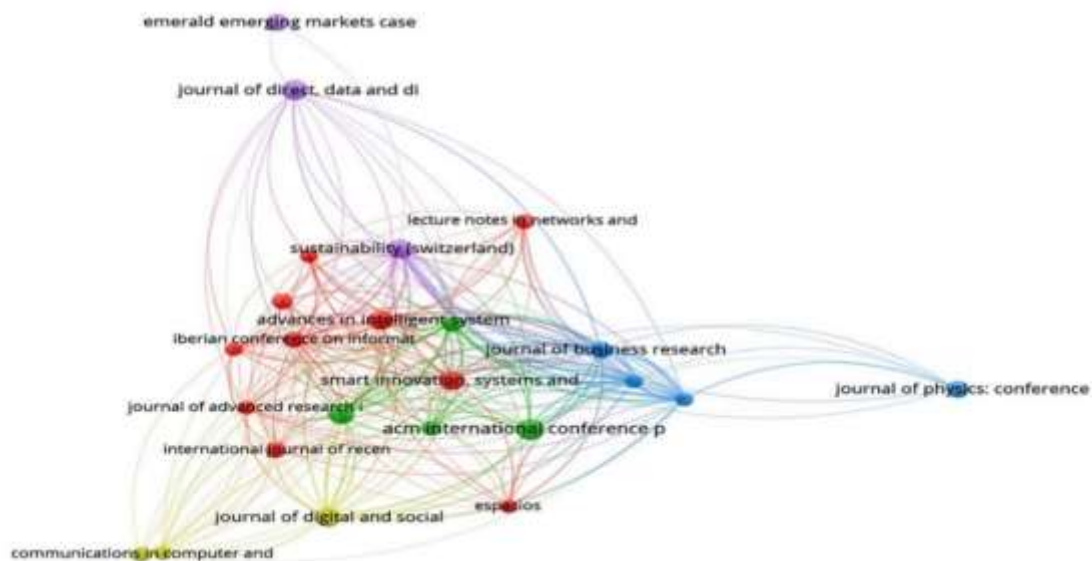 emerald emerging markets case
journal of direct, data and di
lecture notes in networks and
sustainability (switzerland)
advances in intelligent system
iberian conference on informat
journal of business research
smart innovation, systems and
journal of physics: conference
journal of advanced research i
acm international conference p
international journal of recen
espacios
journal of digital and social
communications in computer and